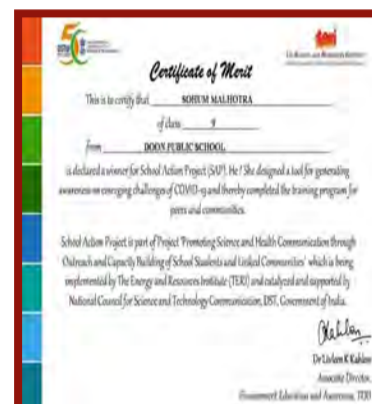 teri
Certificate of Merit
This is to certify that SOHUM MALHOTRA
of class 9
from DOON PUBLIC SCHOOL
is declared a winner for School Action Project (SAP). He / She designed a tool for generating
awareness on emerging challenges of COVID-19 and thereby completed the training program for
peers and communities.
School Action Project is part of Project 'Promoting Science and Health Communication through
Outreach and Capacity Building of School Students and Linked Communities' which is being
implemented by The Energy and Resources Institute (TERI) and catalyzed and supported by
National Council for Science and Technology Communication, DST, Government of India.
Dr Livleen K Kahlon
Associate Director,
Education and Awareness, TERI